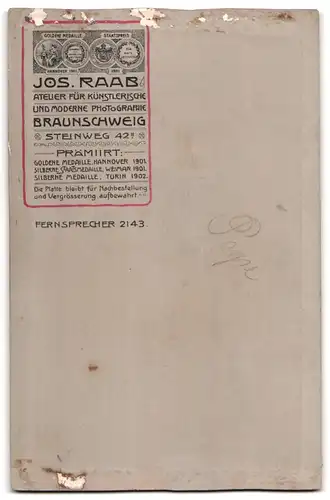 GOLDENE MEDAILLE STAATSPREIS
HANNOVER 1901 1901
JOS. RAAB
ATELIER FÜR KÜNSTLERISCHE
UND MODERNE PHOTOGRAPHIE
BRAUNSCHWEIG
STEINWEG 42II
PRÄMIIRT:
GOLDENE MEDAILLE, HANNOVER 1901.
SILBERNE STAATSMEDAILLE, WEIMAR 1901.
SILBERNE MEDAILLE, TURIN 1902.
Die Platte bleibt für Nachbestellung
und Vergrösserung aufbewahrt
FERNSPRECHER 2143.